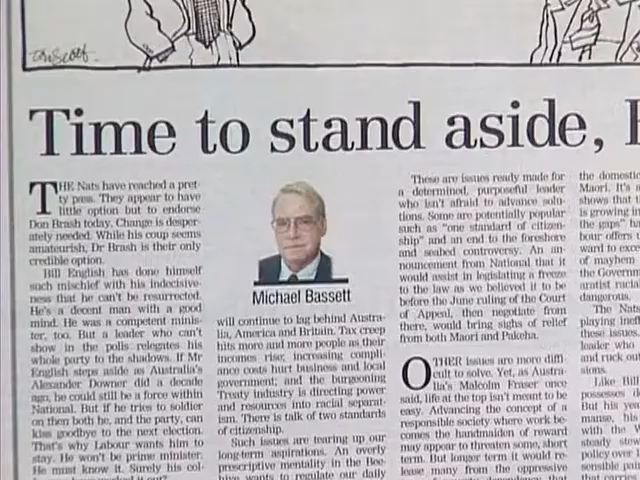 Time to stand aside,
THE Nats have reached a pret-
ty pass. They appear to have
little option but to endorse
Don Brash today. Change is desper-
ately needed. While his coup seems
amateurish, Dr Brash is their only
credible option.
Bill English has done himself
such mischief with his indecisive-
ness that he can't be resurrected.
He's a decent man with a good
mind. He was a competent minis-
ter, too. But a leader who can't
show in the polls relegates his
whole party to the shadows. If Mr
English steps aside as Australia's
Alexander Downer did a decade
ago, he could still be a force within
National. But if he tries to soldier
on then both he, and the party, can
kiss goodbye to the next election.
That's why Labour wants him to
stay. He won't be prime minister.
He must know it. Surely his col-
Michael Bassett
will continue to lag behind Austra-
lia, America and Britain. Tax creep
hits more and more people as their
incomes rise; increasing compli-
ance costs hurt business and local
government; and the burgeoning
Treaty industry is directing power
and resources into racial separat-
ism. There is talk of two standards
of citizenship.
Such issues are tearing up our
long-term aspirations. An overly
prescriptive mentality in the Bee-
hive wants to regulate our daily
These are issues ready made for
a determined, purposeful leader
who isn't afraid to advance solu-
tions. Some are potentially popular
such as "one standard of citizen-
ship" and an end to the foreshore
and seabed controversy. An an-
nouncement from National that it
would assist in legislating a freeze
to the law as we believed it to be
before the June ruling of the Court
of Appeal, then negotiate from
there, would bring sighs of relief
from both Maori and Pakeha.
OTHER issues are more diffi-
cult to solve. Yet, as Austra-
lia's Malcolm Fraser once
said, life at the top isn't meant to be
easy. Advancing the concept of a
responsible society where work be-
comes the handmaiden of reward
may appear to threaten some, short
term. But longer term it would re-
lease many from the oppressive
the domestic
Maori. It's a
shows that t
is growing
the gaps" ha
bour offers
ward to
of mayhem
the Govern
aratist racia
dangerous.
The Nats
playing
these issues
leader who
and ruck ou
sions.
Like Bill
possesses
But his year
manse, his
with the W
steady stew
policy over
sensible poi
that carries